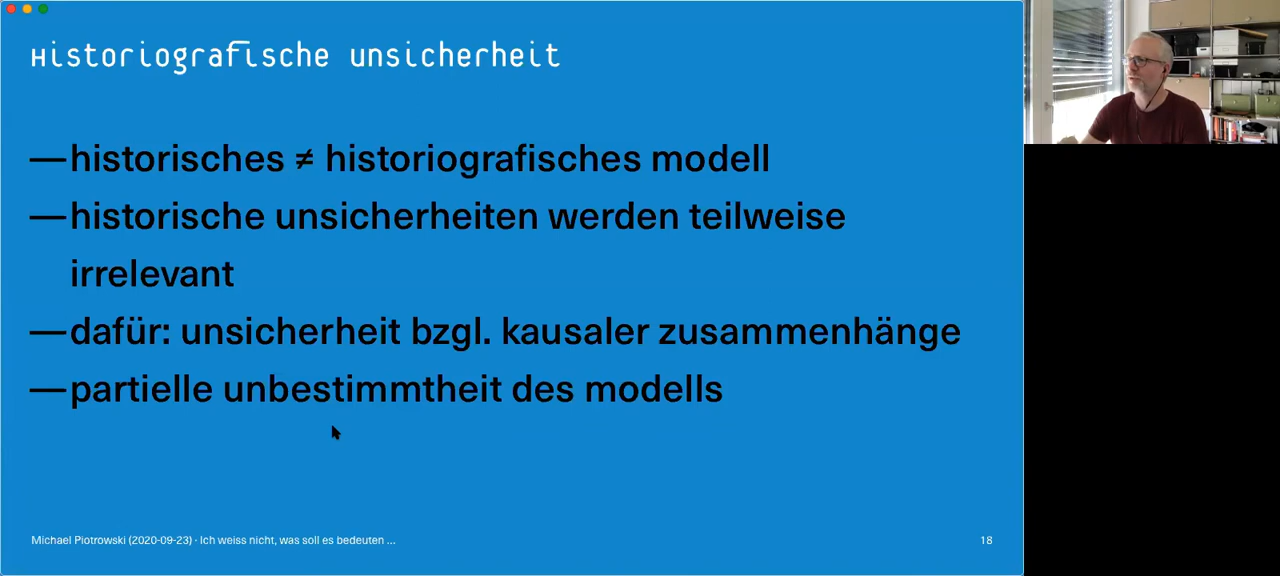 Historiografische Unsicherheit
—historisches ≠ historiografisches modell
—historische unsicherheiten werden teilweise
irrelevant
—dafür: unsicherheit bzgl. kausaler zusammenhänge
—partielle unbestimmtheit des modells
Michael Piotrowski (2020-09-23) · Ich weiss nicht, was soll es bedeuten ...
18